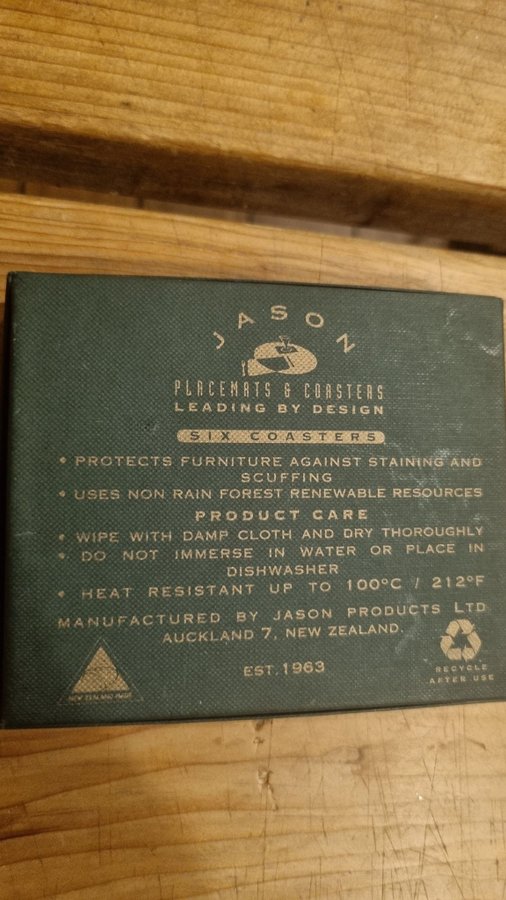 JASON
PLACEMATS & COASTERS
LEADING BY DESIGN
SIX COASTERS
• PROTECTS FURNITURE AGAINST STAINING AND
SCUFFING
• USES NON RAIN FOREST RENEWABLE RESOURCES
PRODUCT CARE
• WIPE WITH DAMP CLOTH AND DRY THOROUGHLY
• DO NOT IMMERSE IN WATER OR PLACE IN
DISHWASHER
• HEAT RESISTANT UP TO 100°C / 212°F
MANUFACTURED BY JASON PRODUCTS LTD
AUCKLAND 7, NEW ZEALAND.
EST.1963
NEW ZEALAND MADE
RECYCLE
AFTER USE